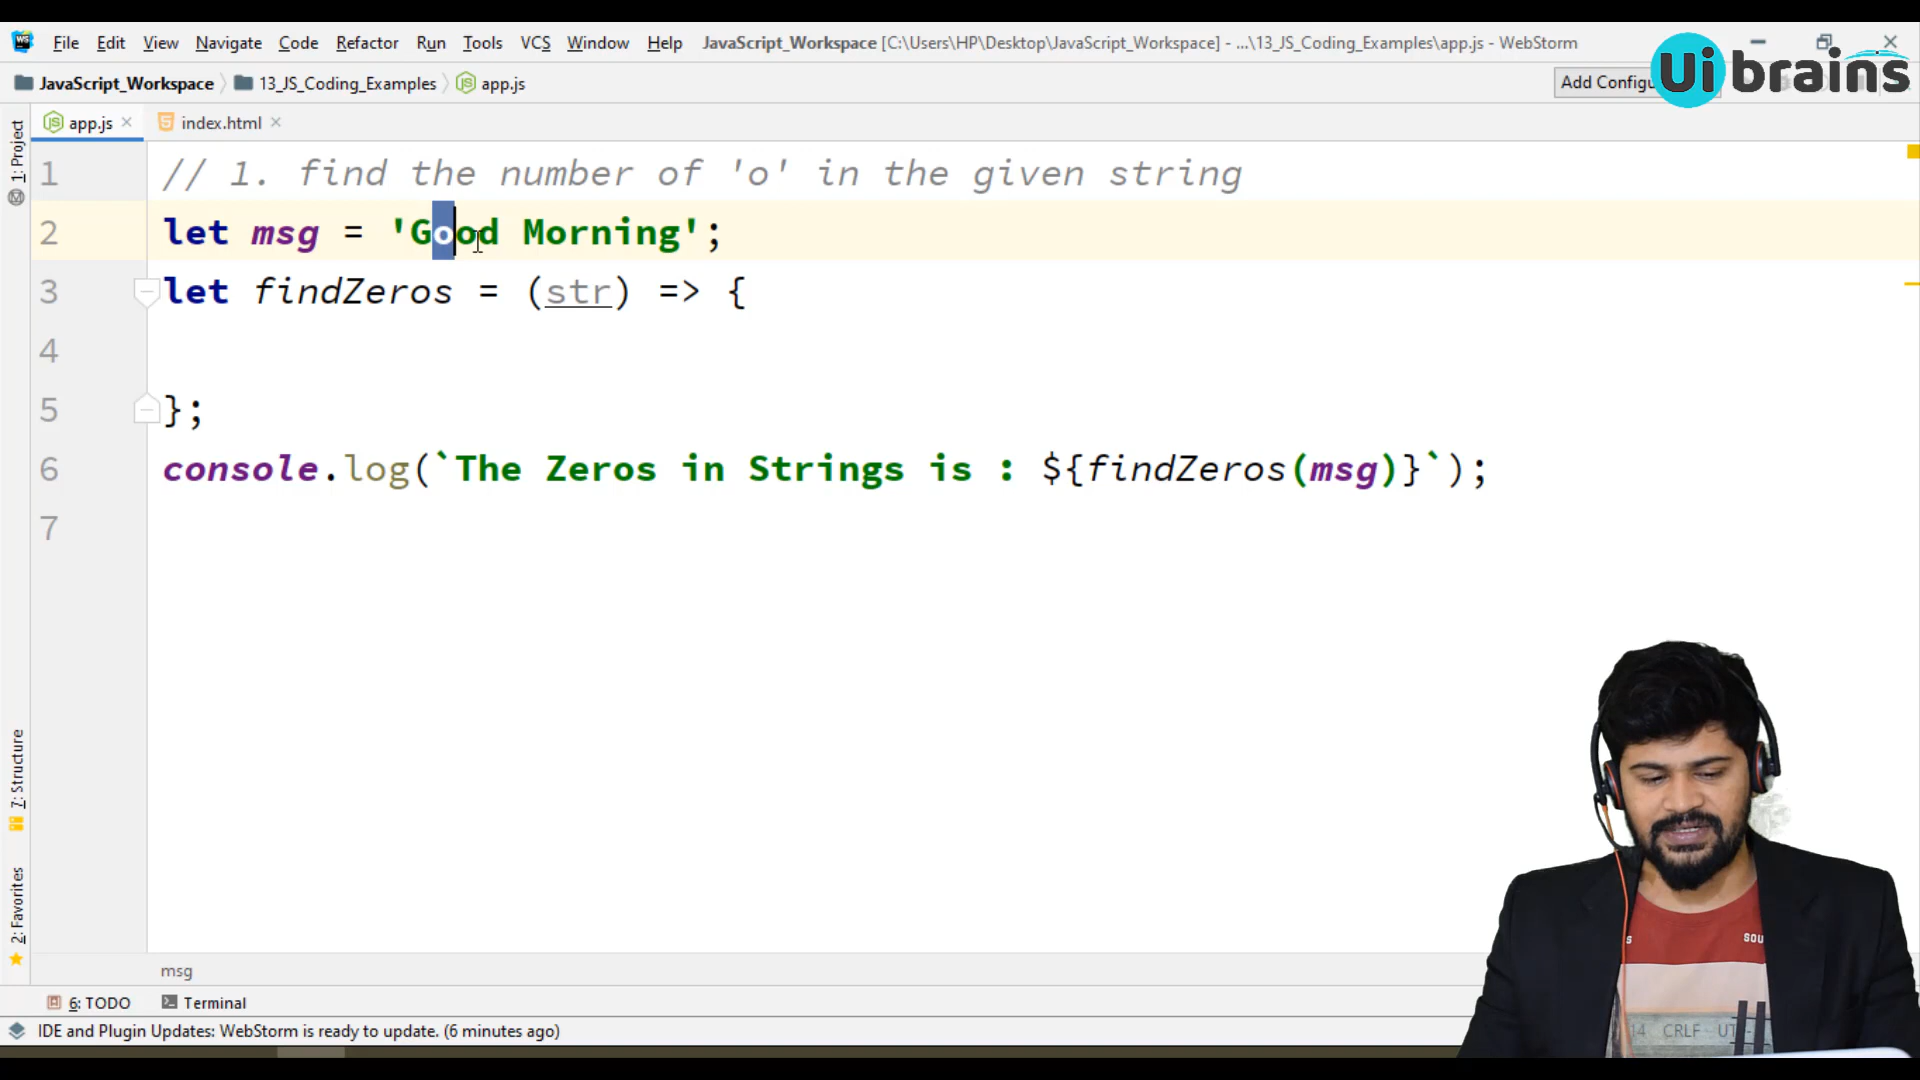 File Edit View Navigate Code Refactor Run Tools VCS Window Help JavaScript_Workspace [C:\Users\HP\Desktop\JavaScript_Workspace] - ...\13_JS_Coding_Examples\app.js - WebStorm
JavaScript_Workspace 13_JS_Coding_Examples app.js
Add Configu
Ui brains
app.js index.html
1: Project
1 // 1. find the number of 'o' in the given string
2 let msg = 'Good Morning';
3 let findZeros = (str) => {
4
5 };
6 console.log(`The Zeros in Strings is : ${findZeros(msg)}`);
7
7: Structure
2: Favorites
SOU
msg
6: TODO Terminal
IDE and Plugin Updates: WebStorm is ready to update. (6 minutes ago)
14 CRLF UT